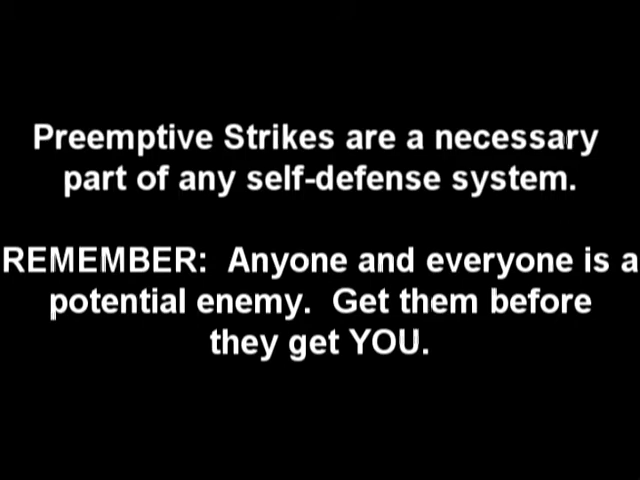 Preemptive Strikes are a necessary
part of any self-defense system.
REMEMBER:  Anyone and everyone is a
potential enemy.  Get them before
they get YOU.